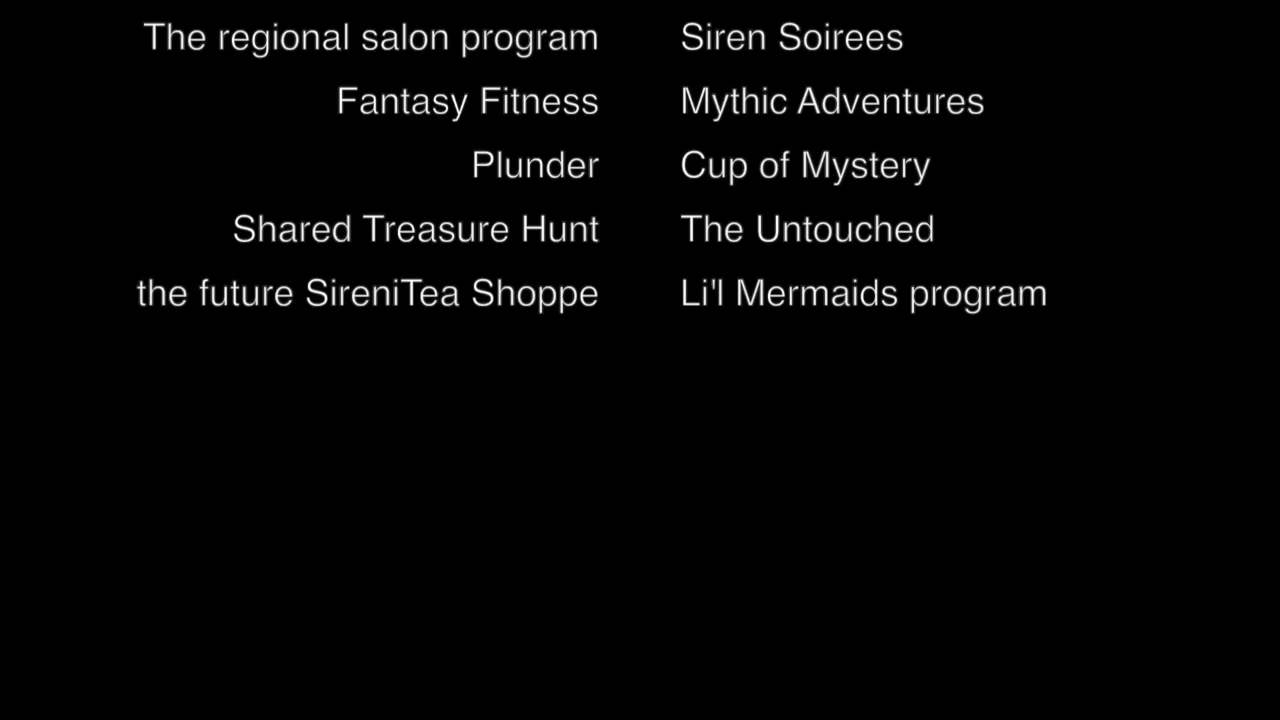 The regional salon program Siren Soirees
Fantasy Fitness Mythic Adventures
Plunder Cup of Mystery
Shared Treasure Hunt The Untouched
the future SireniTea Shoppe Li'l Mermaids program